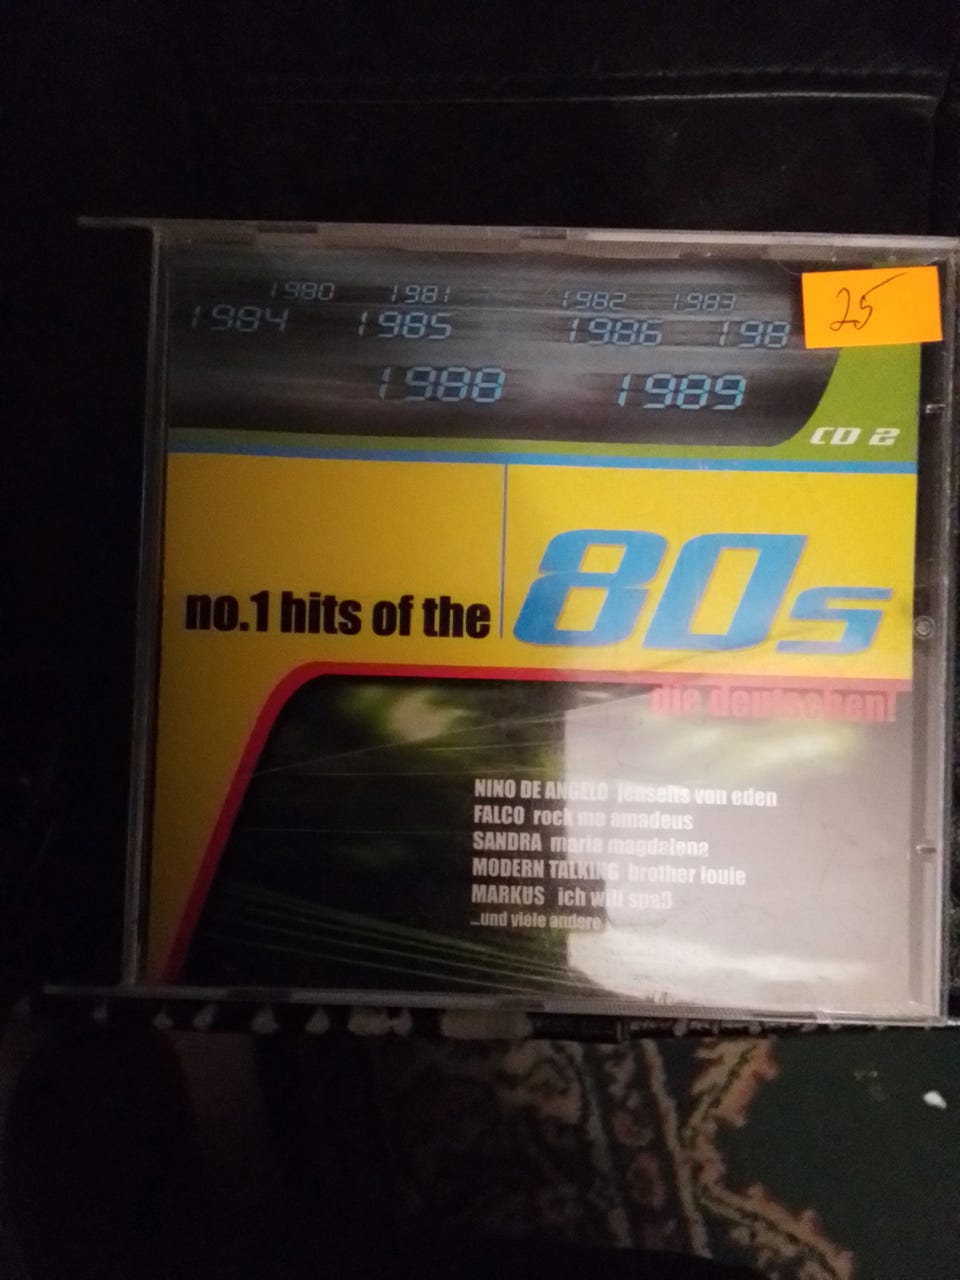 1980 1981 1982 1983
1984 1985 1986 198
1988 1989
25
CD 2
no.1 hits of the 80s
die deutschen!
NINO DE ANGELO jenseits von eden
FALCO rock me amadeus
SANDRA maria magdalena
MODERN TALKING brother louie
MARKUS ich will spaß
...und viele andere